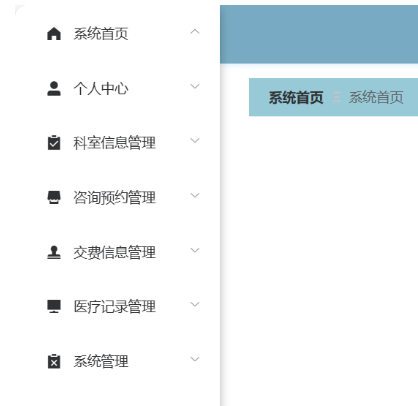 系统首页
个人中心
科室信息管理
咨询预约管理
交费信息管理
医疗记录管理
系统管理
系统首页 系统首页